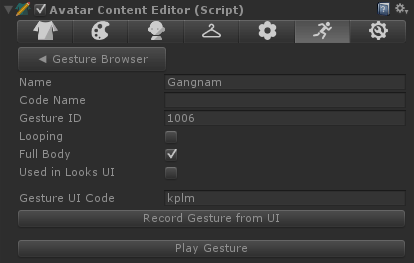 Avatar Content Editor (Script)
Gesture Browser
Name Gangnam
Code Name
Gesture ID 1006
Looping
Full Body
Used in Looks UI
Gesture UI Code kplm
Record Gesture from UI
Play Gesture